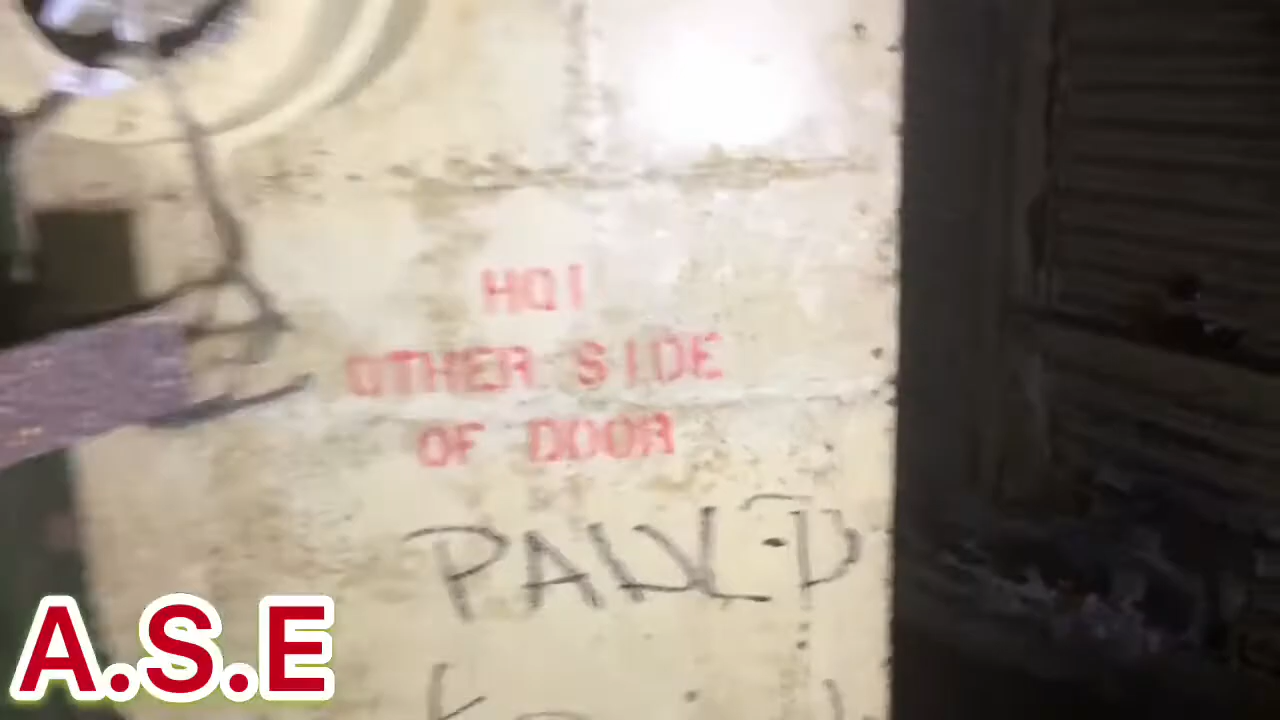 HQ1
OTHER SIDE
OF DOOR
PAUL-D
A.S.E